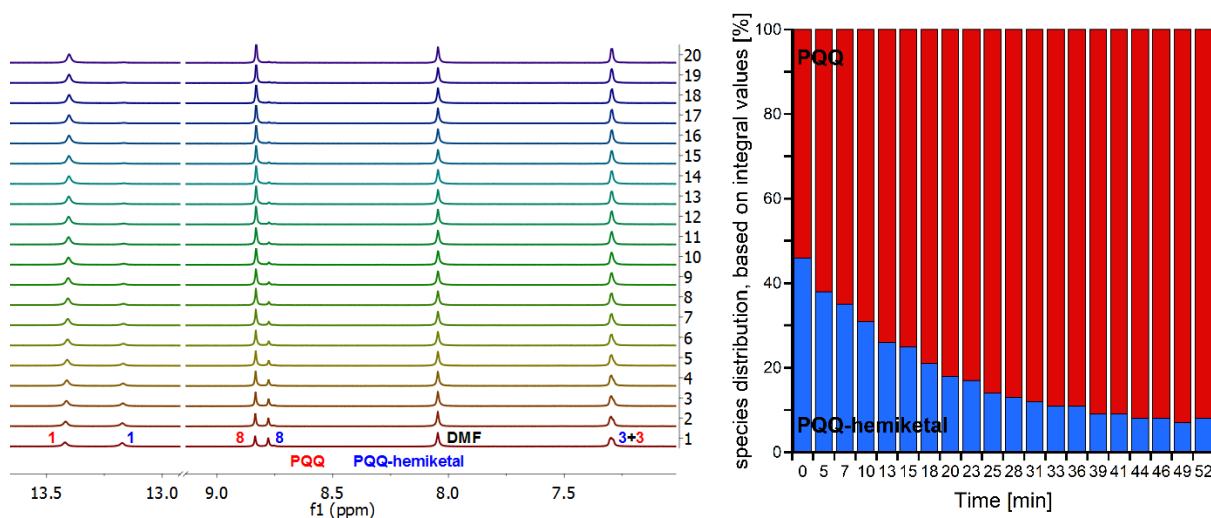 20
19
18
17
16
15
14
13
12
11
10
9
8
7
6
5
4
3
2
1
1 1 8 8 DMF 3+3
PQQ PQQ-hemiketal
13.5 13.0 9.0 8.5 8.0 7.5
f1 (ppm)
species distribution, based on integral values [%]
100
80
60
40
20
0
PQQ
PQQ-hemiketal
0 5 7 10 13 15 18 20 23 25 28 31 33 36 39 41 44 46 49 52
Time [min]